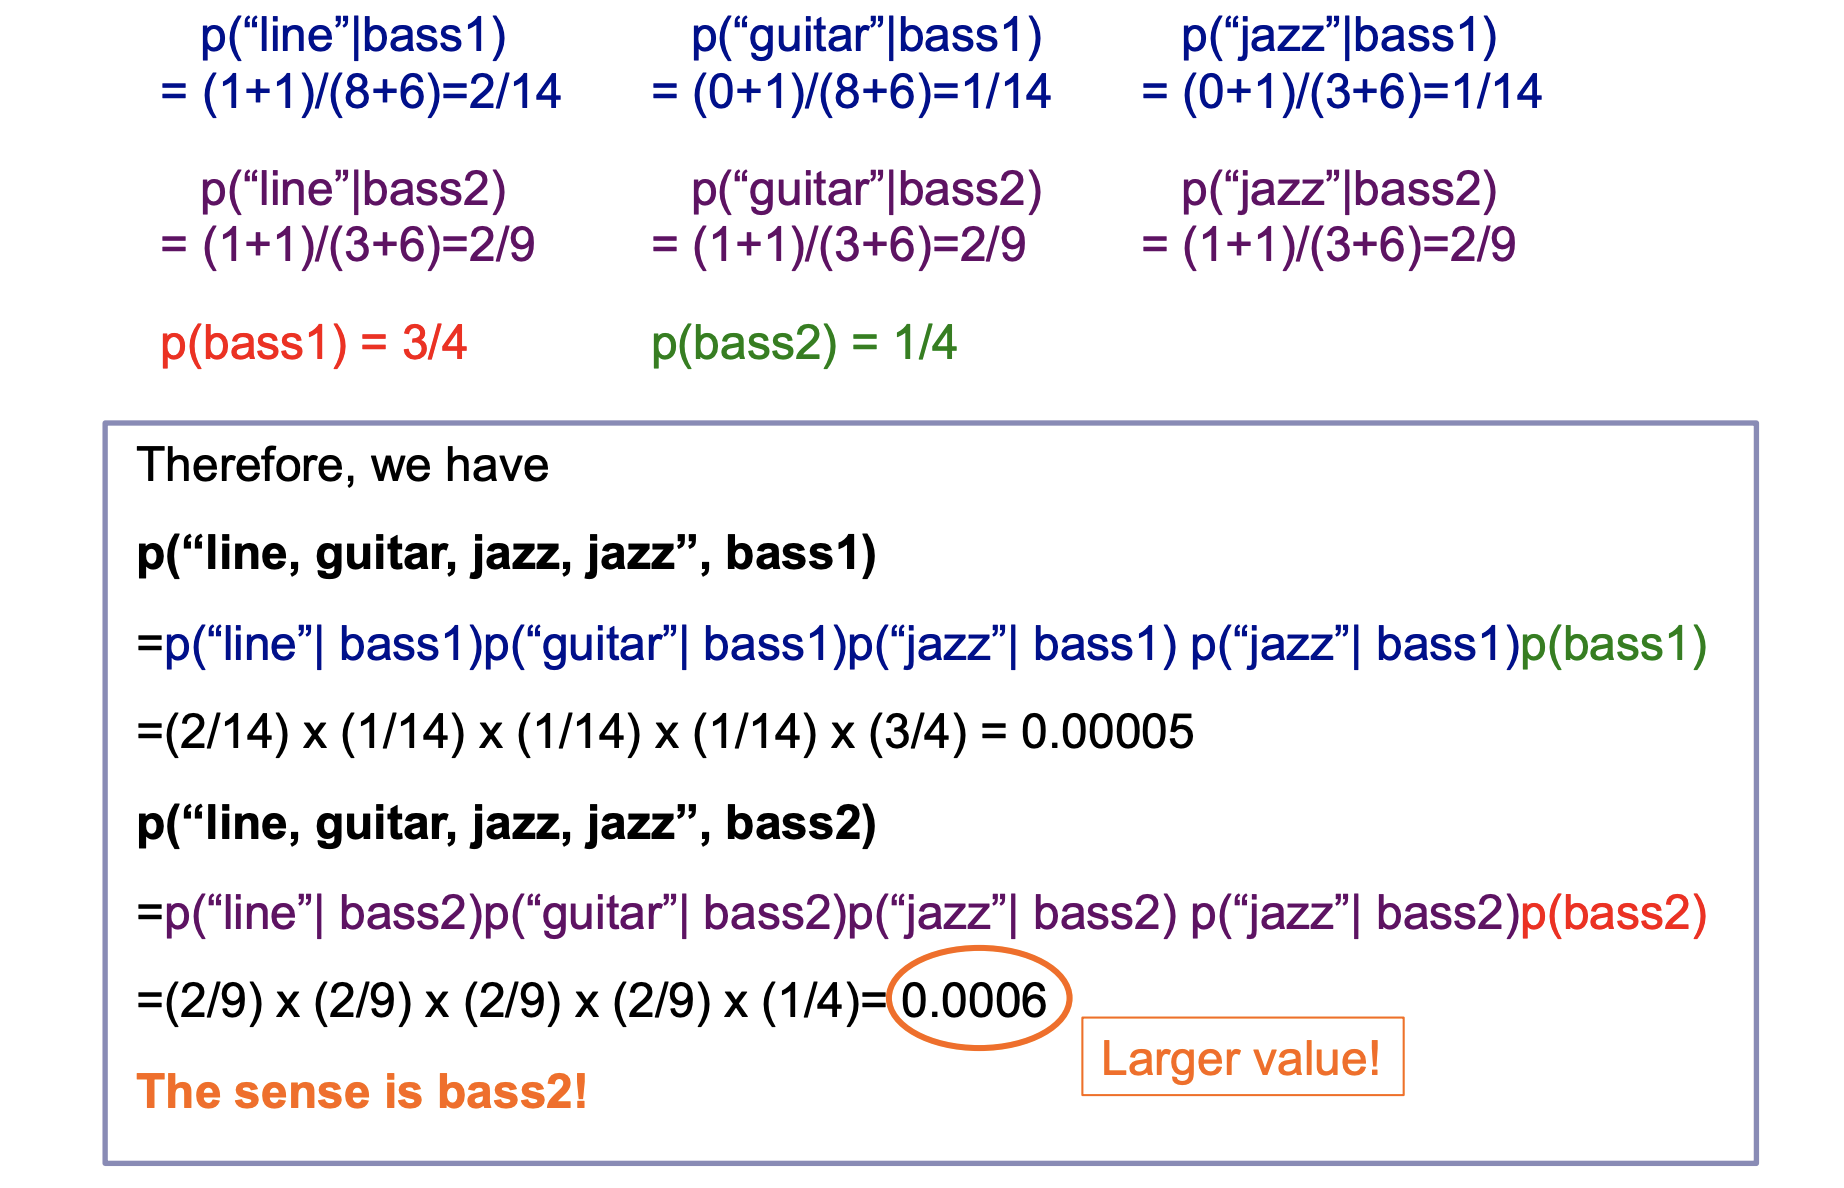 p(“line”|bass1) p(“guitar”|bass1) p(“jazz”|bass1)
= (1+1)/(8+6)=2/14 = (0+1)/(8+6)=1/14 = (0+1)/(3+6)=1/14
p(“line”|bass2) p(“guitar”|bass2) p(“jazz”|bass2)
= (1+1)/(3+6)=2/9 = (1+1)/(3+6)=2/9 = (1+1)/(3+6)=2/9
p(bass1) = 3/4 p(bass2) = 1/4
Therefore, we have
p(“line, guitar, jazz, jazz”, bass1)
=p(“line”| bass1)p(“guitar”| bass1)p(“jazz”| bass1) p(“jazz”| bass1)p(bass1)
=(2/14) x (1/14) x (1/14) x (1/14) x (3/4) = 0.00005
p(“line, guitar, jazz, jazz”, bass2)
=p(“line”| bass2)p(“guitar”| bass2)p(“jazz”| bass2) p(“jazz”| bass2)p(bass2)
=(2/9) x (2/9) x (2/9) x (2/9) x (1/4)= 0.0006
Larger value!
The sense is bass2!